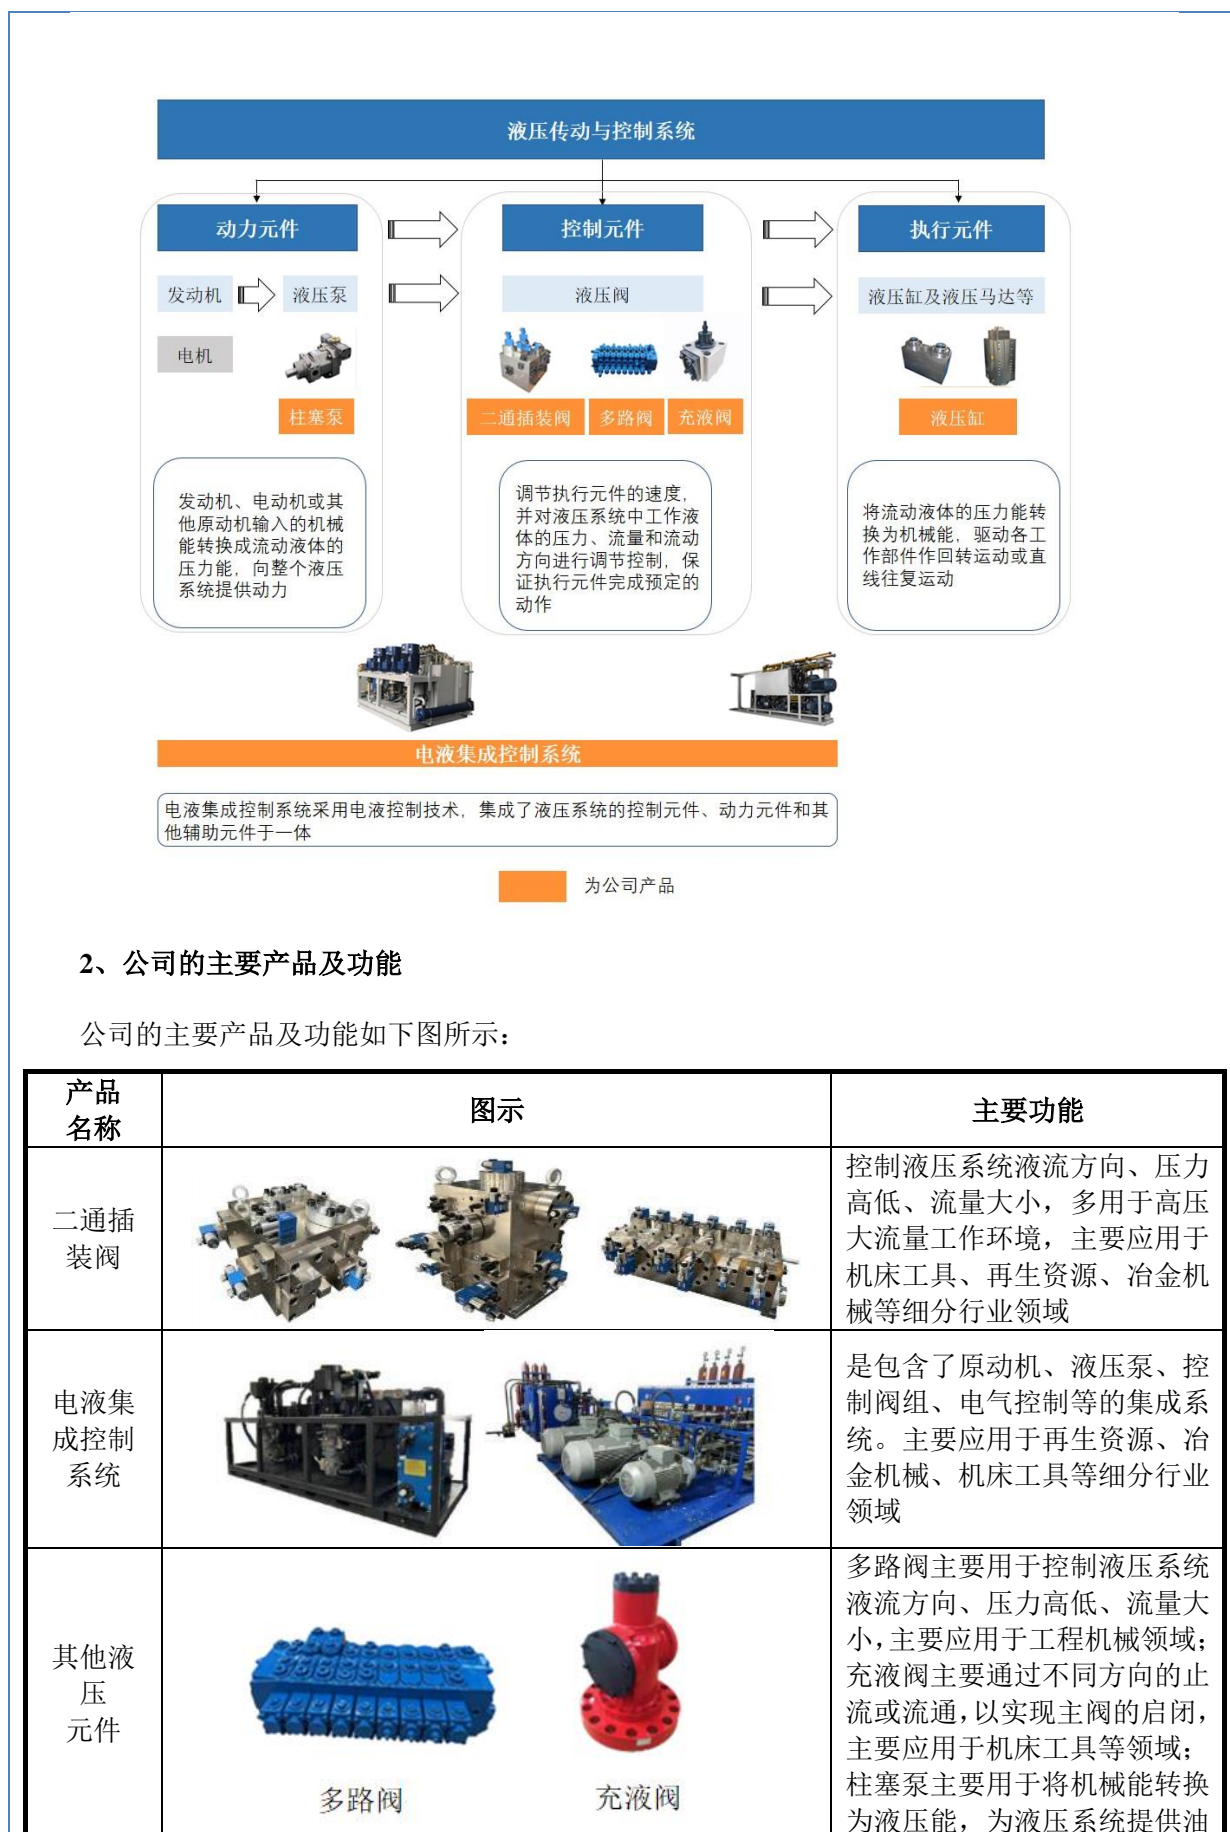 液压传动与控制系统
动力元件
控制元件
执行元件
发动机
液压泵
液压阀
液压缸及液压马达等
电机
柱塞泵
二通插装阀
多路阀
充液阀
液压缸
发动机、电动机或其
他原动机输入的机械
能转换成流动液体的
压力能，向整个液压
系统提供动力
调节执行元件的速度，
并对液压系统中工作液
体的压力、流量和流动
方向进行调节控制，保
证执行元件完成预定的
动作
将流动液体的压力能转
换为机械能，驱动各工
作部件作回转运动或直
线往复运动
电液集成控制系统
电液集成控制系统采用电液控制技术，集成了液压系统的控制元件、动力元件和其
他辅助元件于一体
为公司产品
2、公司的主要产品及功能
公司的主要产品及功能如下图所示：
产品
名称
图示
主要功能
二通插
装阀
控制液压系统液流方向、压力
高低、流量大小，多用于高压
大流量工作环境，主要应用于
机床工具、再生资源、冶金机
械等细分行业领域
电液集
成控制
系统
是包含了原动机、液压泵、控
制阀组、电气控制等的集成系
统。主要应用于再生资源、冶
金机械、机床工具等细分行业
领域
其他液
压
元件
多路阀
充液阀
多路阀主要用于控制液压系统
液流方向、压力高低、流量大
小，主要应用于工程机械领域；
充液阀主要通过不同方向的止
流或流通，以实现主阀的启闭，
主要应用于机床工具等领域；
柱塞泵主要用于将机械能转换
为液压能，为液压系统提供油